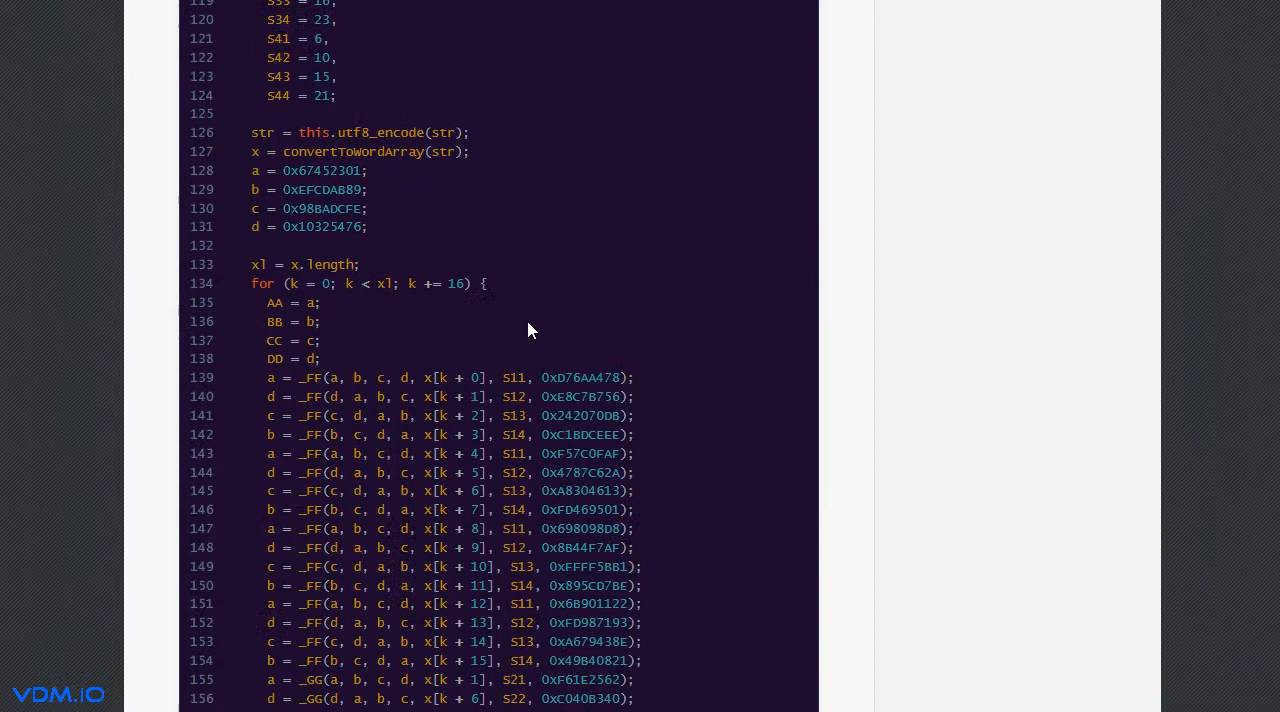 119 S33 = 16,
120 S34 = 23,
121 S41 = 6,
122 S42 = 10,
123 S43 = 15,
124 S44 = 21;
125
126 str = this.utf8_encode(str);
127 x = convertToWordArray(str);
128 a = 0x67452301;
129 b = 0xEFCDAB89;
130 c = 0x98BADCFE;
131 d = 0x10325476;
132
133 xl = x.length;
134 for (k = 0; k < xl; k += 16) {
135 AA = a;
136 BB = b;
137 CC = c;
138 DD = d;
139 a = _FF(a, b, c, d, x[k + 0], S11, 0xD76AA478);
140 d = _FF(d, a, b, c, x[k + 1], S12, 0xE8C7B756);
141 c = _FF(c, d, a, b, x[k + 2], S13, 0x242070DB);
142 b = _FF(b, c, d, a, x[k + 3], S14, 0xC1BDCEEE);
143 a = _FF(a, b, c, d, x[k + 4], S11, 0xF57C0FAF);
144 d = _FF(d, a, b, c, x[k + 5], S12, 0x4787C62A);
145 c = _FF(c, d, a, b, x[k + 6], S13, 0xA8304613);
146 b = _FF(b, c, d, a, x[k + 7], S14, 0xFD469501);
147 a = _FF(a, b, c, d, x[k + 8], S11, 0x698098D8);
148 d = _FF(d, a, b, c, x[k + 9], S12, 0x8B44F7AF);
149 c = _FF(c, d, a, b, x[k + 10], S13, 0xFFFF5BB1);
150 b = _FF(b, c, d, a, x[k + 11], S14, 0x895CD7BE);
151 a = _FF(a, b, c, d, x[k + 12], S11, 0x6B901122);
152 d = _FF(d, a, b, c, x[k + 13], S12, 0xFD987193);
153 c = _FF(c, d, a, b, x[k + 14], S13, 0xA679438E);
154 b = _FF(b, c, d, a, x[k + 15], S14, 0x49B40821);
155 a = _GG(a, b, c, d, x[k + 1], S21, 0xF61E2562);
156 d = _GG(d, a, b, c, x[k + 6], S22, 0xC040B340);
VDM.IO